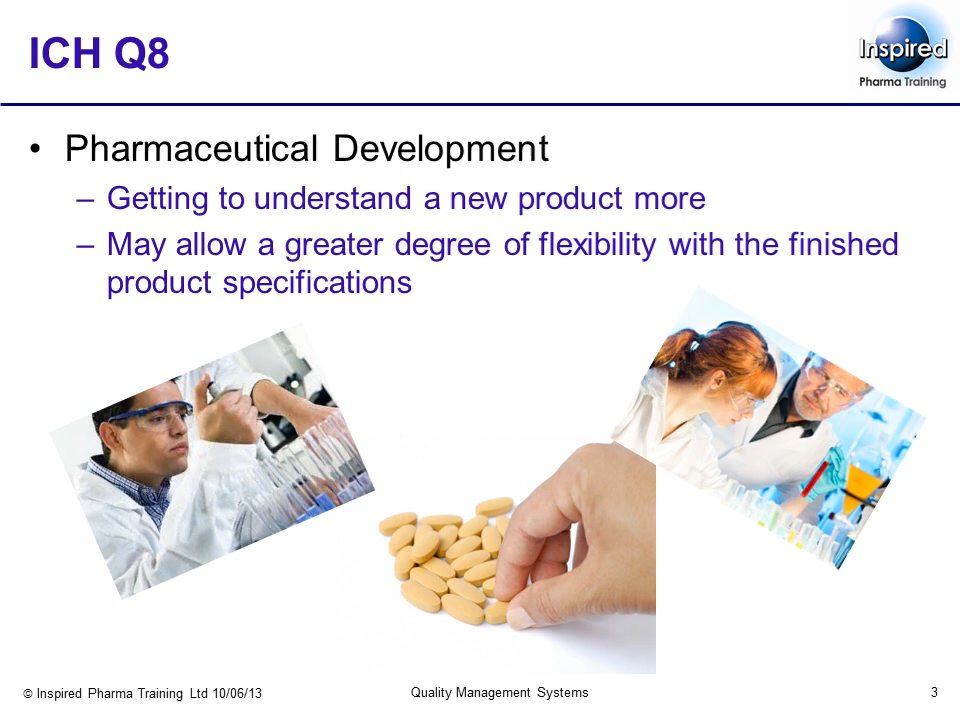 ICH Q8
Inspired
Pharma Training
• Pharmaceutical Development
– Getting to understand a new product more
– May allow a greater degree of flexibility with the finished
product specifications
© Inspired Pharma Training Ltd 10/06/13
Quality Management Systems
3